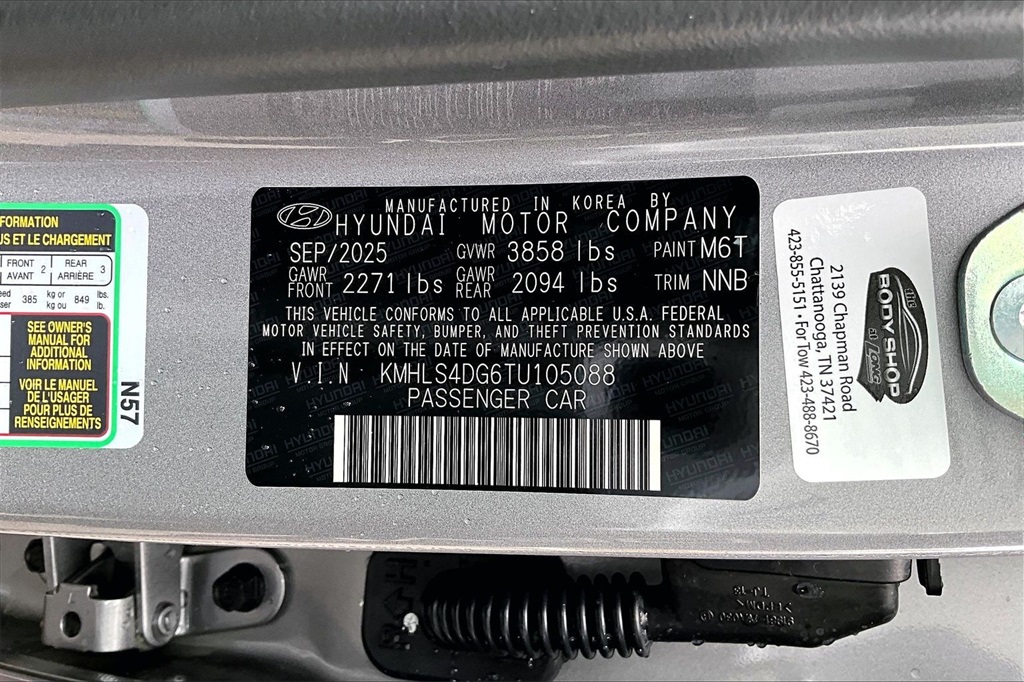 FORMATION
US ET LE CHARGEMENT
FRONT 2
AVANT
REAR 3
ARRIÈRE
385 kg or 849 lbs.
kg ou lb.
SEE OWNER'S
MANUAL FOR
ADDITIONAL
INFORMATION
VOIR LE MANUEL
DE L'USAGER
POUR PLUS DE
RENSEIGNEMENTS
N57
MANUFACTURED IN KOREA BY
HYUNDAI MOTOR COMPANY
SEP/2025 GVWR 3858 lbs PAINT M6T
GAWR FRONT 2271 lbs GAWR REAR 2094 lbs TRIM NNB
THIS VEHICLE CONFORMS TO ALL APPLICABLE U.S.A. FEDERAL
MOTOR VEHICLE SAFETY, BUMPER, AND THEFT PREVENTION STANDARDS
IN EFFECT ON THE DATE OF MANUFACTURE SHOWN ABOVE
V.I.N KMHLS4DG6TU105088
PASSENGER CAR
the
BODY SHOP
at Long
2139 Chapman Road
Chattanooga, TN 37421
423-855-5151 • For Tow 423-488-8670